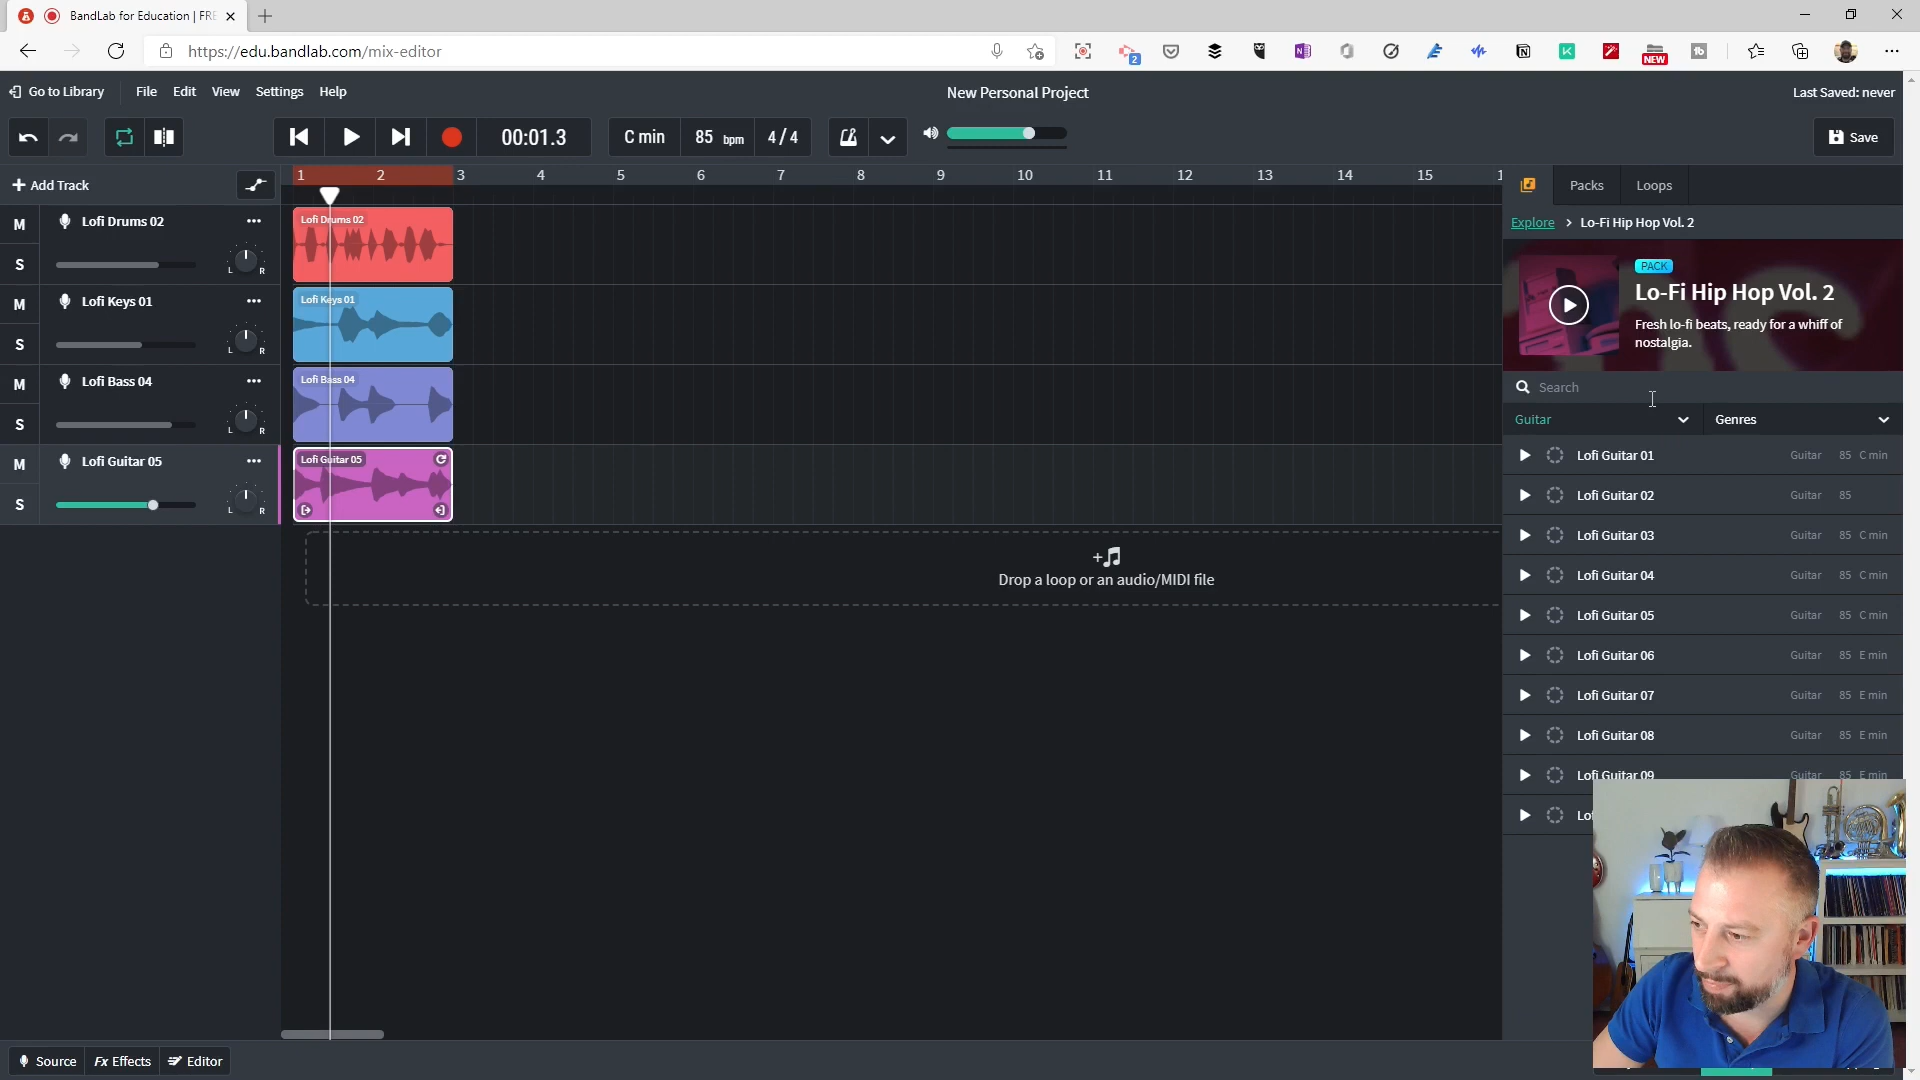 BandLab for Education | FRE
https://edu.bandlab.com/mix-editor
2
NEW
Go to Library File Edit View Settings Help
New Personal Project
Last Saved: never
00:01.3
C min 85 bpm 4/4
Save
Add Track
1 2 3 4 5 6 7 8 9 10 11 12 13 14 15 1
Packs Loops
Explore > Lo-Fi Hip Hop Vol. 2
M Lofi Drums 02
S L R
Lofi Drums 02
M Lofi Keys 01
S L R
Lofi Keys 01
M Lofi Bass 04
S L R
Lofi Bass 04
M Lofi Guitar 05
S L R
Lofi Guitar 05
Drop a loop or an audio/MIDI file
PACK
Lo-Fi Hip Hop Vol. 2
Fresh lo-fi beats, ready for a whiff of
nostalgia.
Search
Guitar Genres
Lofi Guitar 01 Guitar 85 C min
Lofi Guitar 02 Guitar 85
Lofi Guitar 03 Guitar 85 C min
Lofi Guitar 04 Guitar 85 C min
Lofi Guitar 05 Guitar 85 C min
Lofi Guitar 06 Guitar 85 E min
Lofi Guitar 07 Guitar 85 E min
Lofi Guitar 08 Guitar 85 E min
Lofi Guitar 09 Guitar 85 E min
Lof
Source Fx Effects Editor